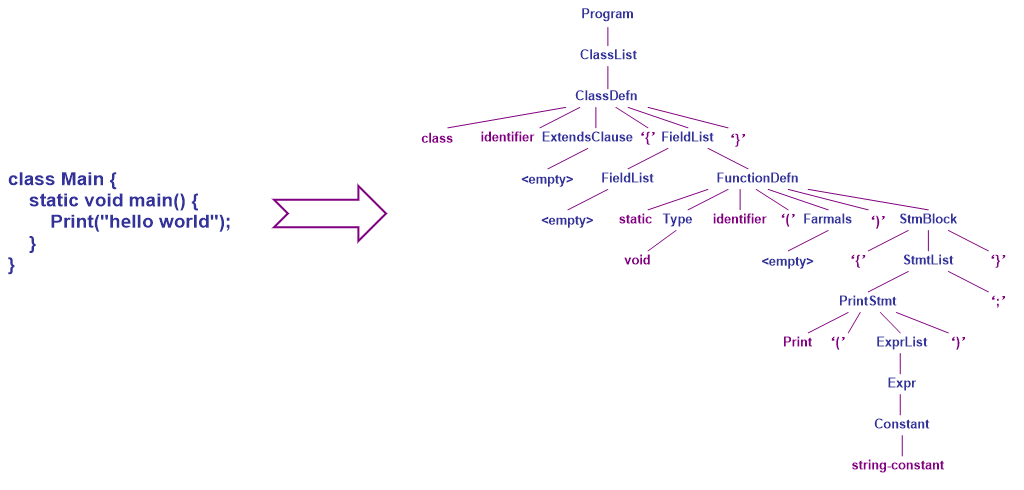 class Main {
static void main() {
Print("hello world");
}
}
Program
ClassList
ClassDefn
class identifier ExtendsClause ‘{’ FieldList ‘}’
<empty> FieldList FunctionDefn
<empty> static Type identifier ‘(’ Farmals ‘)’ StmBlock
void <empty> ‘{’ StmtList ‘}’
PrintStmt ‘;’
Print ‘(’ ExprList ‘)’
Expr
Constant
string-constant